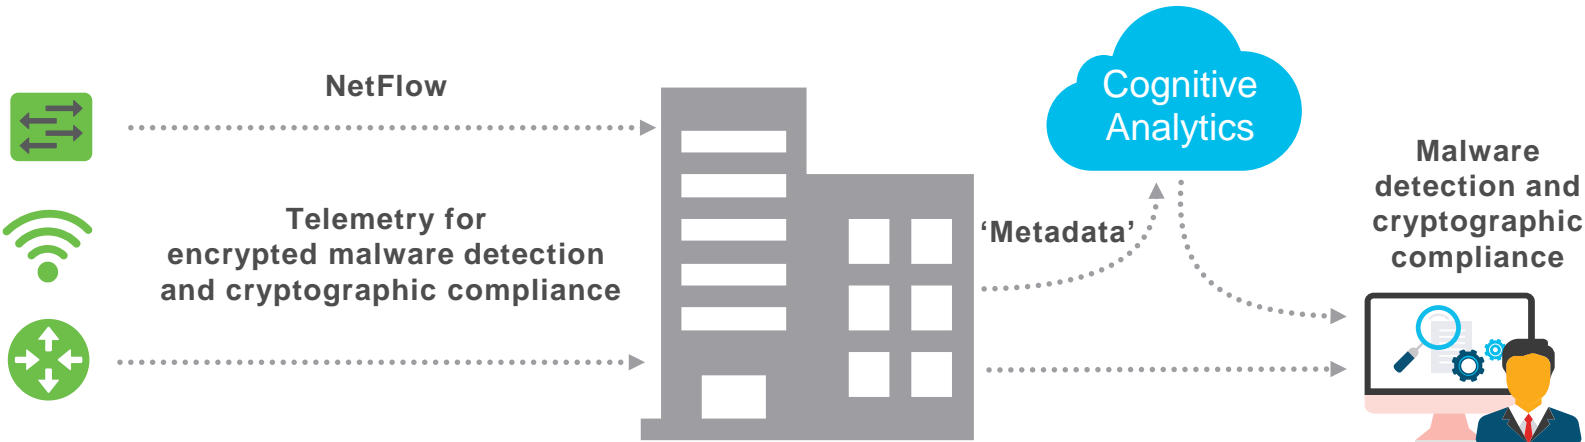 NetFlow
Telemetry for
encrypted malware detection
and cryptographic compliance
‘Metadata’
Cognitive
Analytics
Malware
detection and
cryptographic
compliance